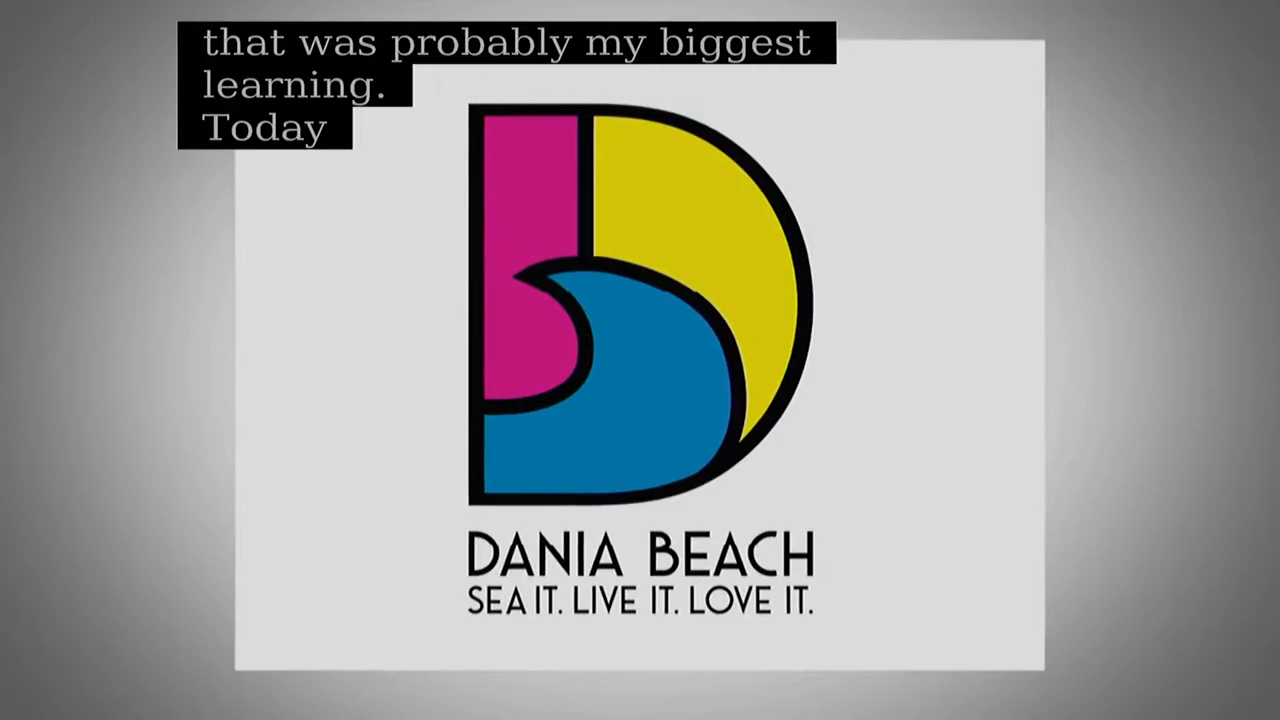 that was probably my biggest
learning.
Today
DANIA BEACH
SEA IT. LIVE IT. LOVE IT.